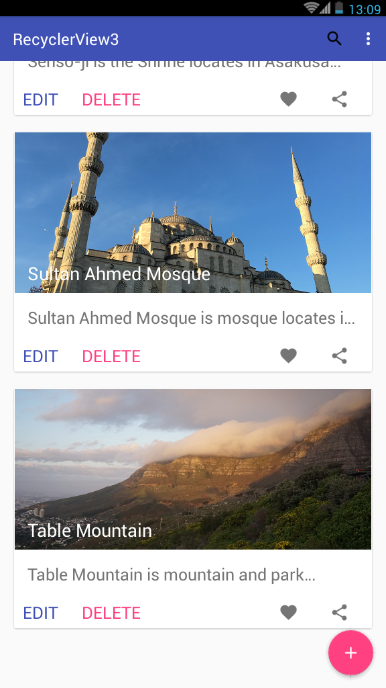 13:09
RecyclerView3
Senso-ji is the Shrine locates in Asakusa...
EDIT DELETE
Sultan Ahmed Mosque
Sultan Ahmed Mosque is mosque locates i...
EDIT DELETE
Table Mountain
Table Mountain is mountain and park...
EDIT DELETE